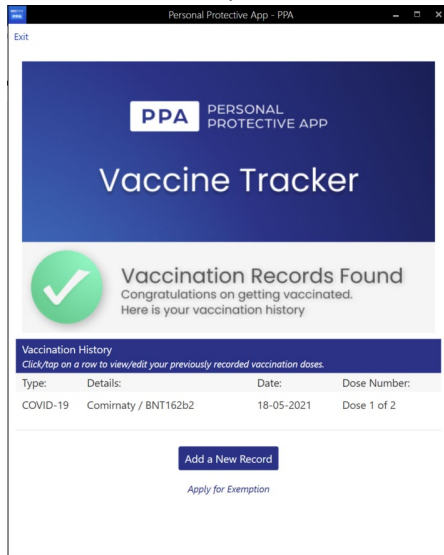 PPA
Personal Protective App - PPA
Exit
PPA PERSONAL
PROTECTIVE APP
Vaccine Tracker
Vaccination Records Found
Congratulations on getting vaccinated.
Here is your vaccination history
Vaccination History
Click/tap on a row to view/edit your previously recorded vaccination doses.
Type: Details: Date: Dose Number:
COVID-19 Comirnaty / BNT162b2 18-05-2021 Dose 1 of 2
Add a New Record
Apply for Exemption